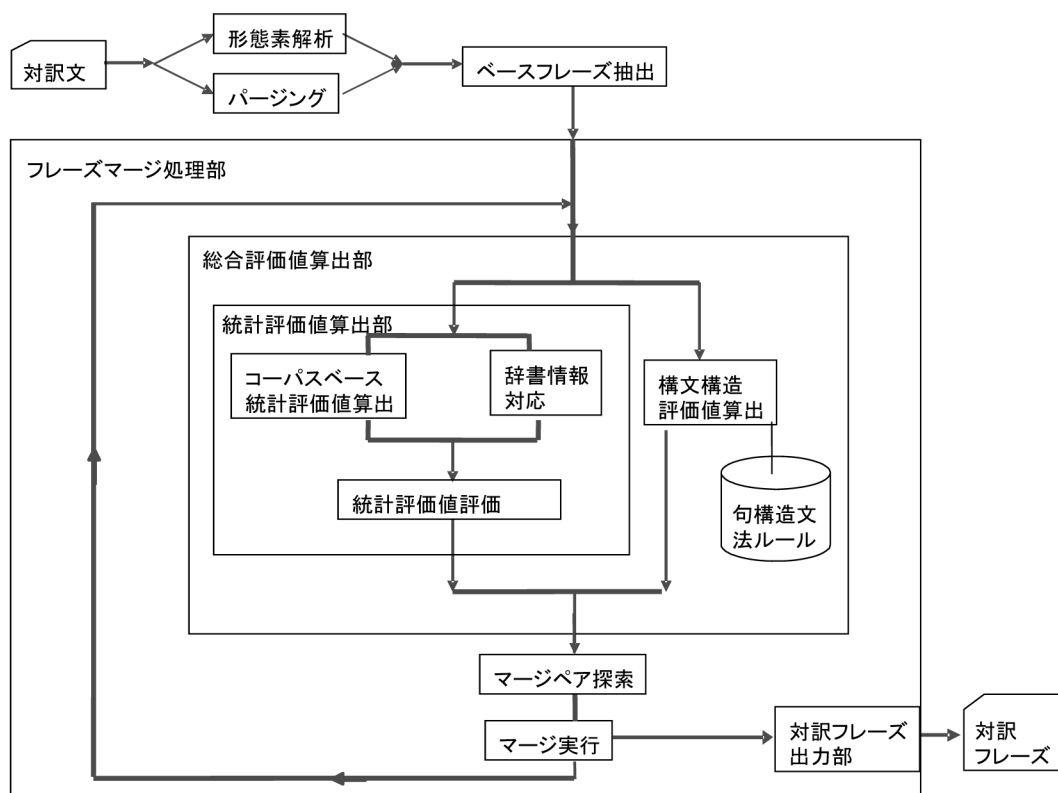 対訳文
形態素解析
パージング
ベースフレーズ抽出
フレーズマージ処理部
総合評価値算出部
統計評価値算出部
コーパスベース
統計評価値算出
辞書情報
対応
構文構造
評価値算出
統計評価値評価
句構造文
法ルール
マージペア探索
マージ実行
対訳フレーズ
出力部
対訳
フレーズ